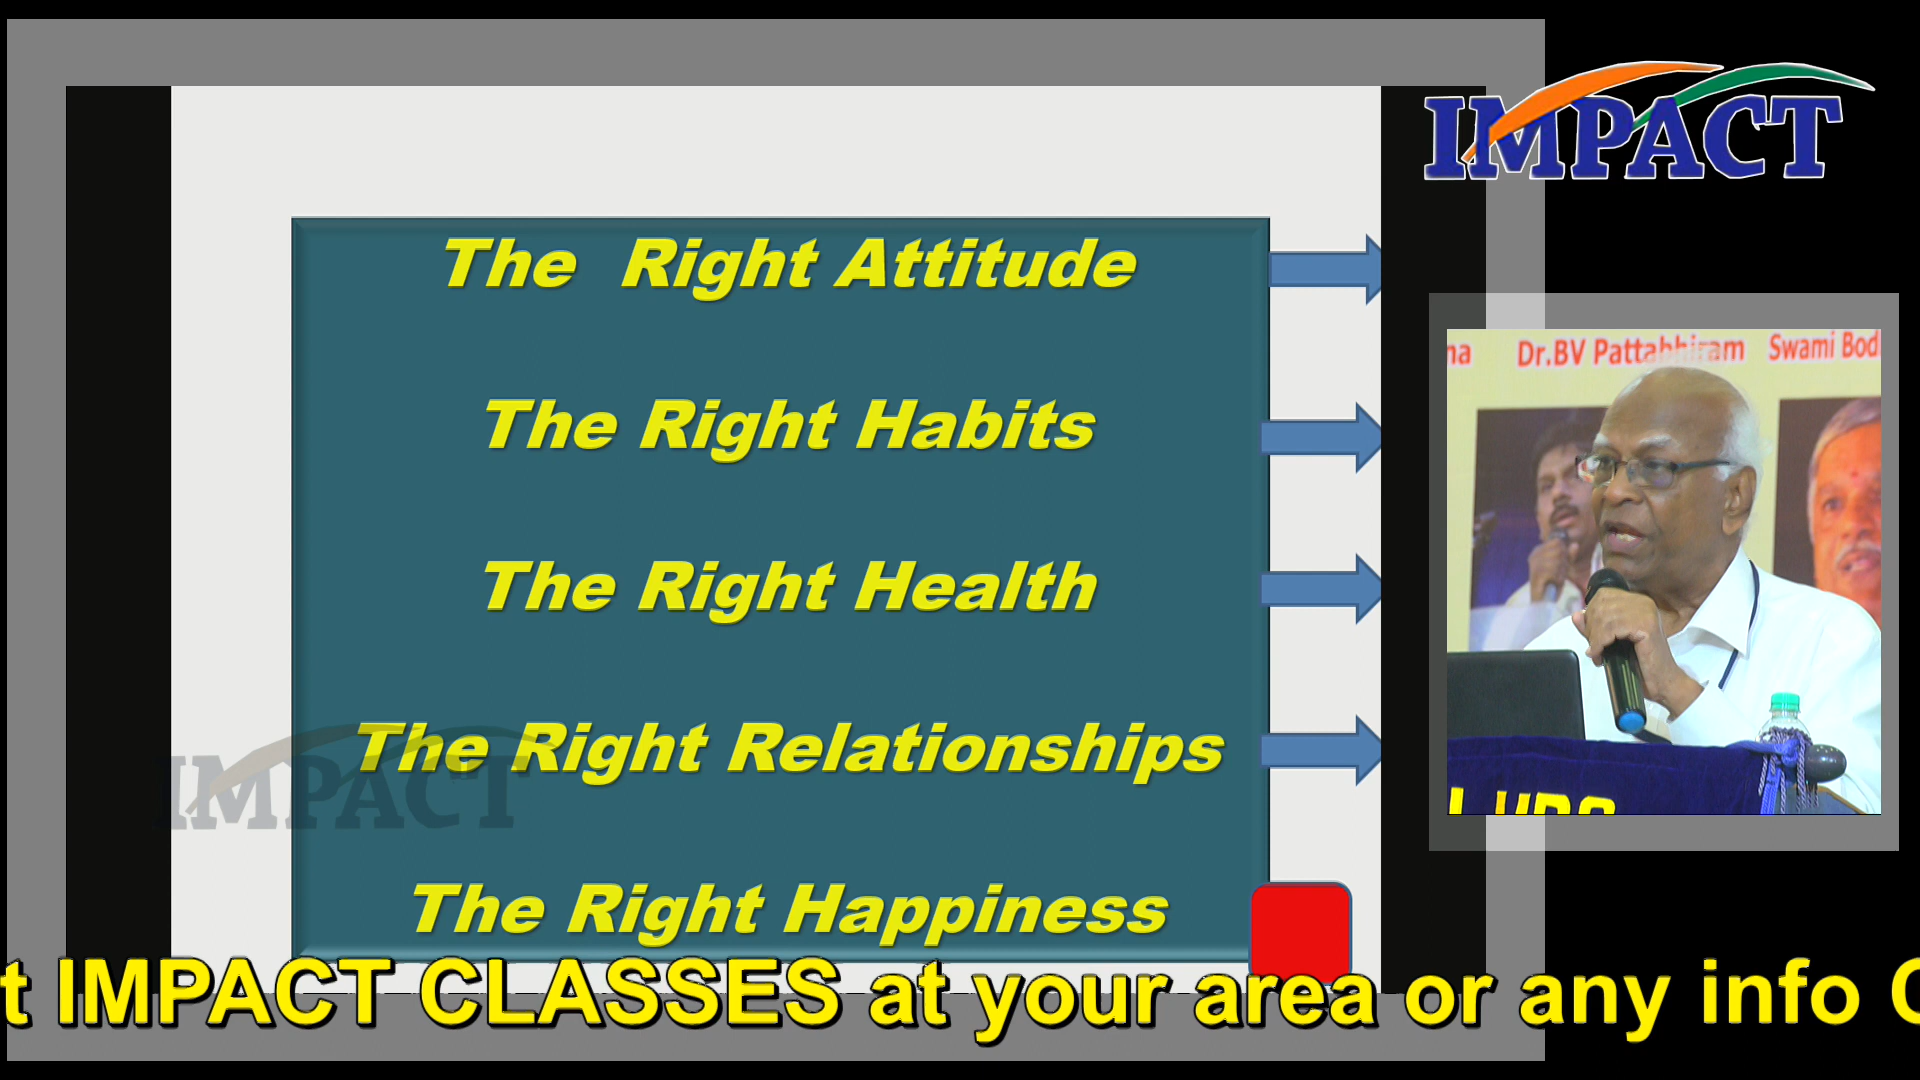 IMPACT
The Right Attitude
The Right Habits
The Right Health
The Right Relationships
The Right Happiness
IMPACT
na Dr.BV Pattabhiram Swami Bod
t IMPACT CLASSES at your area or any info C